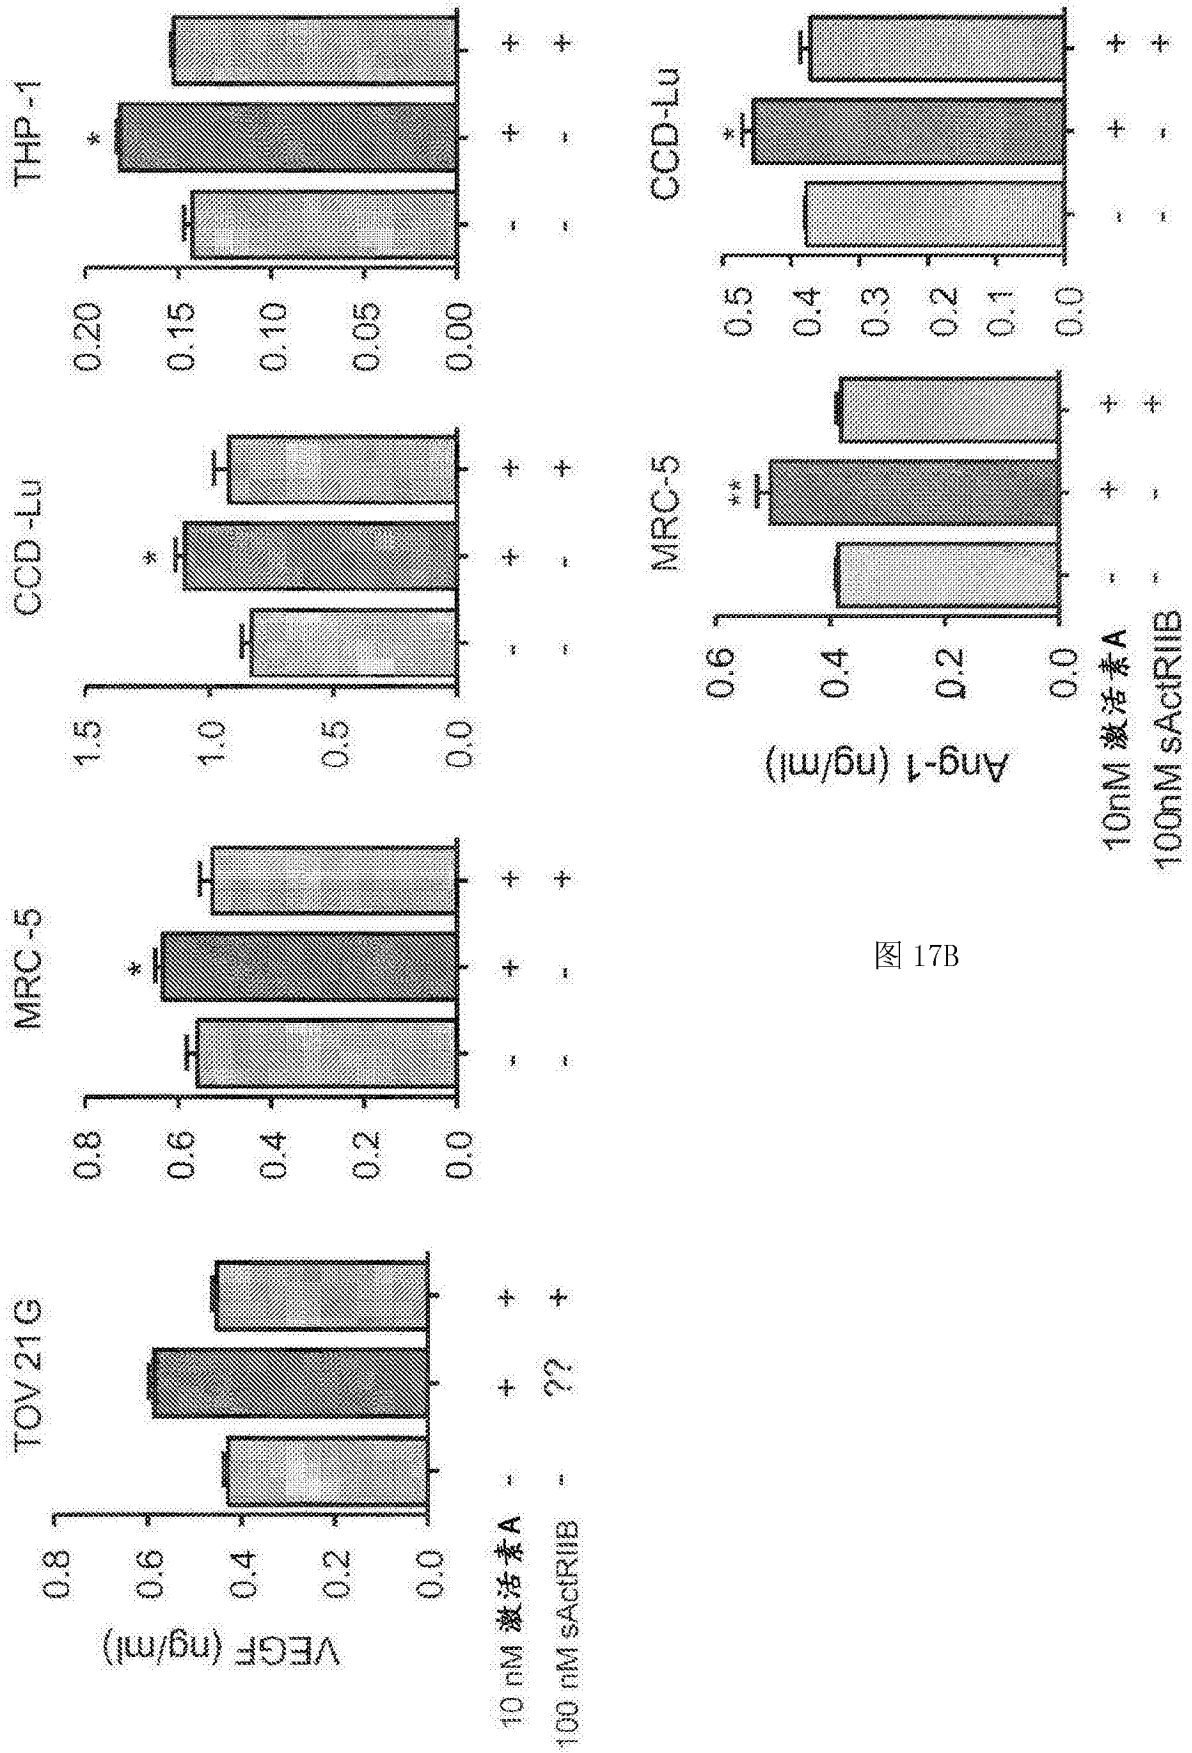 TOV 21G
VEGF (ng/ml)
0.8
0.6
0.4
0.2
0.0
MRC-5
0.8
0.6
0.4
0.2
0.0
*
CCD-Lu
1.5
1.0
0.5
0.0
*
THP-1
0.20
0.15
0.10
0.05
0.00
*
10 nM 激活素A - + + - + + - + + - + +
100 nM sActRIIB - ?? + - - + - - + - - +
MRC-5
Ang-1 (ng/ml)
0.6
0.4
0.2
0.0
**
CCD-Lu
0.5
0.4
0.3
0.2
0.1
0.0
*
10nM 激活素A - + + - + +
100nM sActRIIB - - + - - +
图 17B